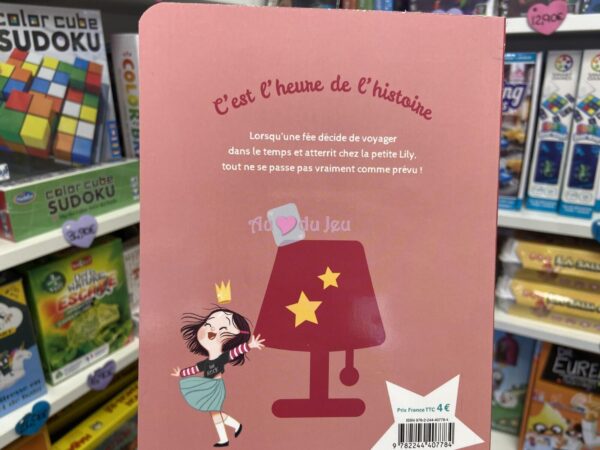 color cube
SUDOKU
color cube
SUDOKU
12,90€
C'est l'heure de l'histoire
Lorsqu'une fée décide de voyager
dans le temps et atterrit chez la petite Lily,
tout ne se passe pas vraiment comme prévu !
Au du Jeu
Prix France TTC 4 €
9 782244 407784